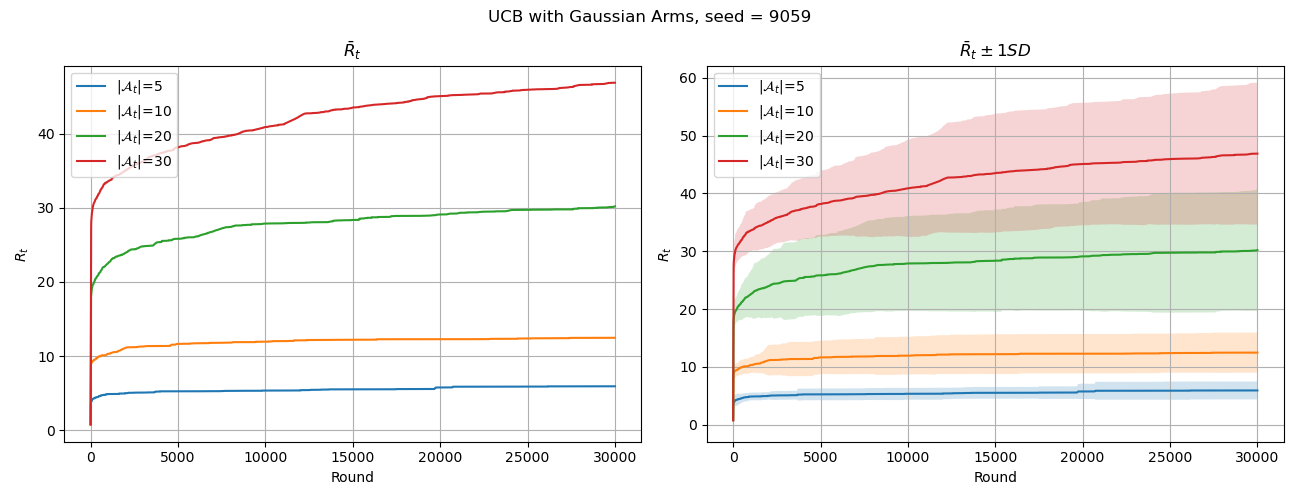 UCB with Gaussian Arms, seed = 9059
R̄ₜ
|𝒜ₜ|=5
|𝒜ₜ|=10
|𝒜ₜ|=20
|𝒜ₜ|=30
Rₜ
40
30
20
10
0
0 5000 10000 15000 20000 25000 30000
Round
R̄ₜ ± 1SD
|𝒜ₜ|=5
|𝒜ₜ|=10
|𝒜ₜ|=20
|𝒜ₜ|=30
Rₜ
60
50
40
30
20
10
0
0 5000 10000 15000 20000 25000 30000
Round